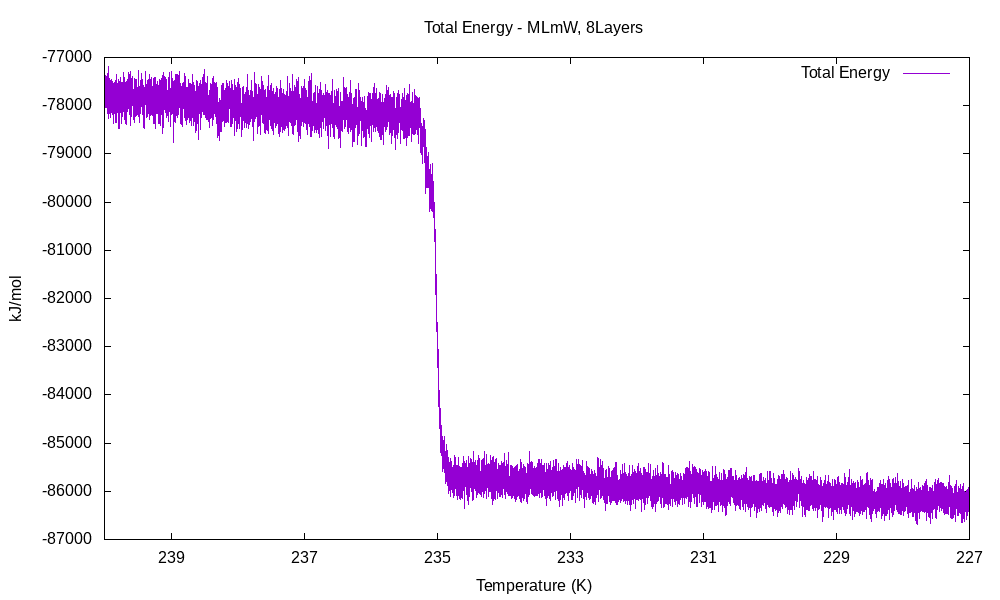 Total Energy - MLmW, 8Layers
Total Energy
-77000
-78000
-79000
-80000
-81000
-82000
-83000
-84000
-85000
-86000
-87000
kJ/mol
239 237 235 233 231 229 227
Temperature (K)